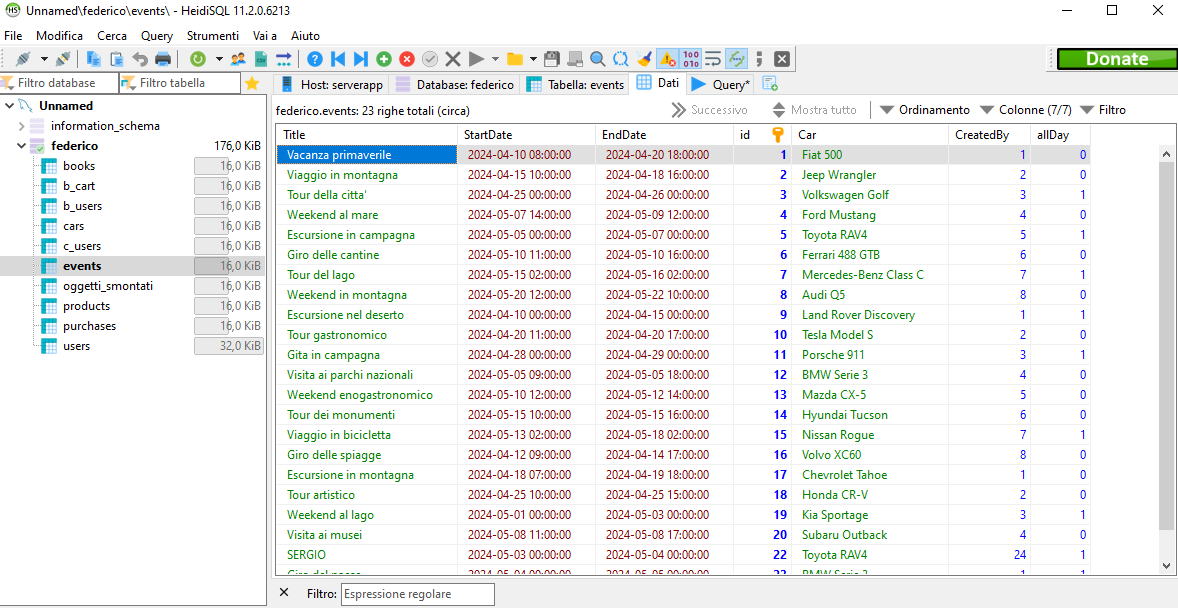 Unnamed\federico\events\ - HeidiSQL 11.2.0.6213
File Modifica Cerca Query Strumenti Vai a Aiuto
Donate
Filtro database Filtro tabella
Host: serverapp Database: federico Tabella: events Dati Query*
Unnamed
information_schema
federico 176,0 KiB
books 16,0 KiB
b_cart 16,0 KiB
b_users 16,0 KiB
cars 16,0 KiB
c_users 16,0 KiB
events 16,0 KiB
oggetti_smontati 16,0 KiB
products 16,0 KiB
purchases 16,0 KiB
users 32,0 KiB
federico.events: 23 righe totali (circa) Successivo Mostra tutto Ordinamento Colonne (7/7) Filtro
Title StartDate EndDate id Car CreatedBy allDay
Vacanza primaverile 2024-04-10 08:00:00 2024-04-20 18:00:00 1 Fiat 500 1 0
Viaggio in montagna 2024-04-15 10:00:00 2024-04-18 16:00:00 2 Jeep Wrangler 2 0
Tour della citta' 2024-04-25 00:00:00 2024-04-26 00:00:00 3 Volkswagen Golf 3 1
Weekend al mare 2024-05-07 14:00:00 2024-05-09 12:00:00 4 Ford Mustang 4 0
Escursione in campagna 2024-05-05 00:00:00 2024-05-07 00:00:00 5 Toyota RAV4 5 1
Giro delle cantine 2024-05-10 11:00:00 2024-05-10 16:00:00 6 Ferrari 488 GTB 6 0
Tour del lago 2024-05-15 02:00:00 2024-05-16 02:00:00 7 Mercedes-Benz Class C 7 1
Weekend in montagna 2024-05-20 12:00:00 2024-05-22 10:00:00 8 Audi Q5 8 0
Escursione nel deserto 2024-04-10 00:00:00 2024-04-15 00:00:00 9 Land Rover Discovery 1 1
Tour gastronomico 2024-04-20 11:00:00 2024-04-20 17:00:00 10 Tesla Model S 2 0
Gita in campagna 2024-04-28 00:00:00 2024-04-29 00:00:00 11 Porsche 911 3 1
Visita ai parchi nazionali 2024-05-05 09:00:00 2024-05-05 18:00:00 12 BMW Serie 3 4 0
Weekend enogastronomico 2024-05-10 12:00:00 2024-05-12 14:00:00 13 Mazda CX-5 5 0
Tour dei monumenti 2024-05-15 10:00:00 2024-05-15 16:00:00 14 Hyundai Tucson 6 0
Viaggio in bicicletta 2024-05-13 02:00:00 2024-05-18 02:00:00 15 Nissan Rogue 7 1
Giro delle spiagge 2024-04-12 09:00:00 2024-04-14 17:00:00 16 Volvo XC60 8 0
Escursione in montagna 2024-04-18 07:00:00 2024-04-19 18:00:00 17 Chevrolet Tahoe 1 0
Tour artistico 2024-04-25 10:00:00 2024-04-25 15:00:00 18 Honda CR-V 2 0
Weekend al lago 2024-05-01 00:00:00 2024-05-03 00:00:00 19 Kia Sportage 3 1
Visita ai musei 2024-05-08 11:00:00 2024-05-08 17:00:00 20 Subaru Outback 4 0
SERGIO 2024-05-03 00:00:00 2024-05-04 00:00:00 22 Toyota RAV4 24 1
Filtro: Espressione regolare